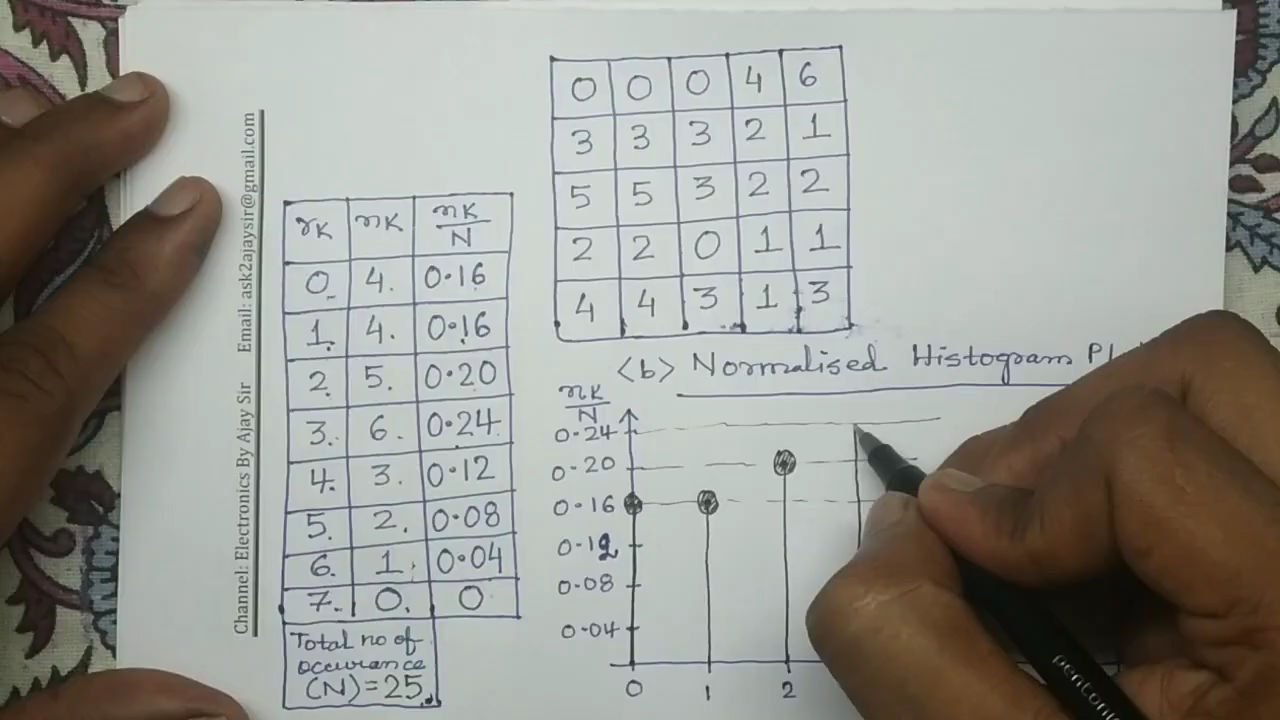 Channel: Electronics By Ajay Sir Email: ask2ajaysir@gmail.com
0 0 0 4 6
3 3 3 2 1
5 5 3 2 2
2 2 0 1 1
4 4 3 1 3
rK nK nK/N
0 4. 0.16
1. 4. 0.16
2. 5. 0.20
3. 6. 0.24
4. 3. 0.12
5. 2. 0.08
6. 1. 0.04
7. 0. 0
Total no of
occurance
(N)=25.
<b> Normalised Histogram
nK/N
0.24
0.20
0.16
0.12
0.08
0.04
0 1 2